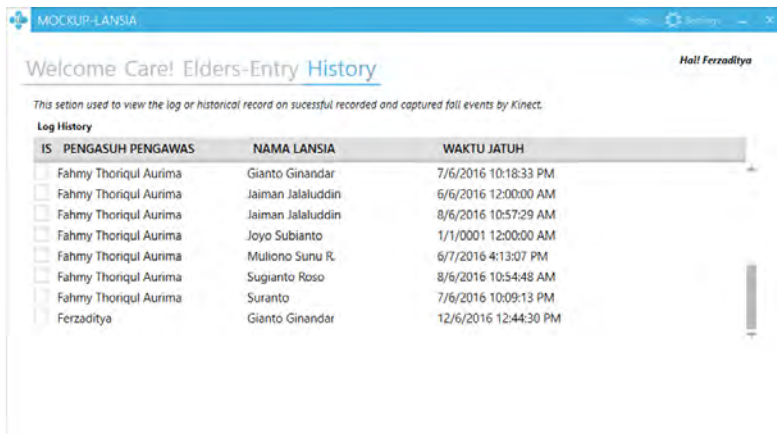 MOCKUP-LANSIA Settings
Hai! Ferzaditya
Welcome Care! Elders-Entry History
This setion used to view the log or historical record on sucessful recorded and captured fall events by Kinect.
Log History
IS PENGASUH PENGAWAS NAMA LANSIA WAKTU JATUH
Fahmy Thoriqul Aurima Gianto Ginandar 7/6/2016 10:18:33 PM
Fahmy Thoriqul Aurima Jaiman Jalaluddin 6/6/2016 12:00:00 AM
Fahmy Thoriqul Aurima Jaiman Jalaluddin 8/6/2016 10:57:29 AM
Fahmy Thoriqul Aurima Joyo Subianto 1/1/0001 12:00:00 AM
Fahmy Thoriqul Aurima Muliono Sunu R. 6/7/2016 4:13:07 PM
Fahmy Thoriqul Aurima Sugianto Roso 8/6/2016 10:54:48 AM
Fahmy Thoriqul Aurima Suranto 7/6/2016 10:09:13 PM
Ferzaditya Gianto Ginandar 12/6/2016 12:44:30 PM